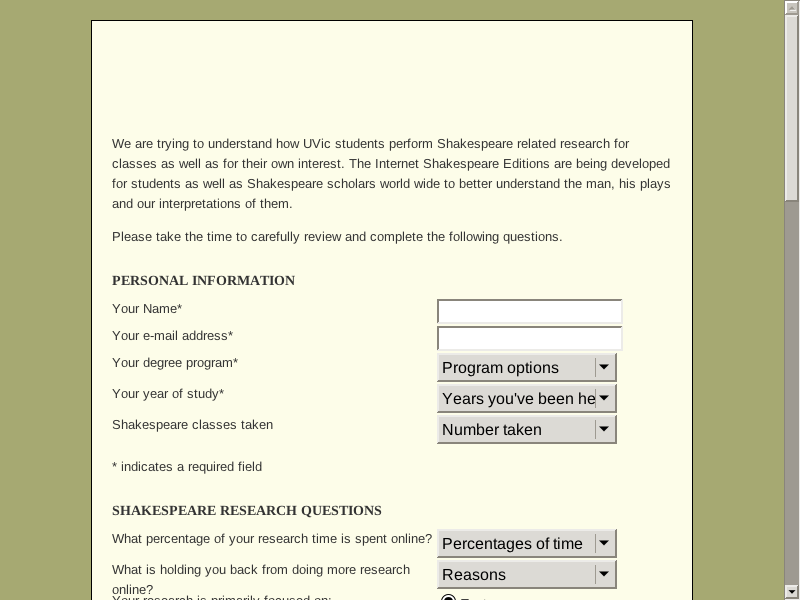 We are trying to understand how UVic students perform Shakespeare related research for
classes as well as for their own interest. The Internet Shakespeare Editions are being developed
for students as well as Shakespeare scholars world wide to better understand the man, his plays
and our interpretations of them.
Please take the time to carefully review and complete the following questions.
PERSONAL INFORMATION
Your Name*
Your e-mail address*
Your degree program* Program options
Your year of study* Years you've been he
Shakespeare classes taken Number taken
* indicates a required field
SHAKESPEARE RESEARCH QUESTIONS
What percentage of your research time is spent online? Percentages of time
What is holding you back from doing more research Reasons
online?
Your research is primarily focused on: